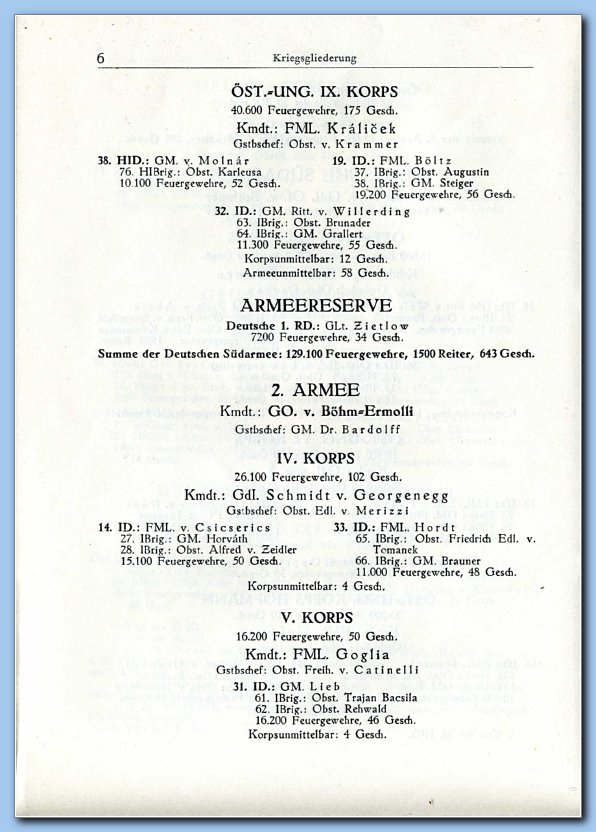 6
Kriegsgliederung
ÖST.-UNG. IX. KORPS
40.600 Feuergewehre, 175 Gesch.
Kmdt.: FML. Králiček
Gstbschef: Obst. v. Krammer
38. HID.: GM. v. Molnár
76. HIBrig.: Obst. Karleusa
10.100 Feuergewehre, 52 Gesch.
19. ID.: FML. Böltz
37. IBrig.: Obst. Augustin
38. IBrig.: GM. Steiger
19.200 Feuergewehre, 56 Gesch.
32. ID.: GM. Ritt. v. Willerding
63. IBrig.: Obst. Brunader
64. IBrig.: GM. Grallert
11.300 Feuergewehre, 55 Gesch.
Korpsunmittelbar: 12 Gesch.
Armeeunmittelbar: 58 Gesch.
ARMEERESERVE
Deutsche 1. RD.: GLt. Zietlow
7200 Feuergewehre, 34 Gesch.
Summe der Deutschen Südarmee: 129.100 Feuergewehre, 1500 Reiter, 643 Gesch.
2. ARMEE
Kmdt.: GO. v. Böhm-Ermolli
Gstbschef: GM. Dr. Bardolff
IV. KORPS
26.100 Feuergewehre, 102 Gesch.
Kmdt.: GdI. Schmidt v. Georgenegg
Gstbschef: Obst. Edl. v. Merizzi
14. ID.: FML. v. Csicserics
27. IBrig.: GM. Horváth
28. IBrig.: Obst. Alfred v. Zeidler
15.100 Feuergewehre, 50 Gesch.
33. ID.: FML. Hordt
65. IBrig.: Obst. Friedrich Edl. v.
Tomanek
66. IBrig.: GM. Brauner
11.000 Feuergewehre, 48 Gesch.
Korpsunmittelbar: 4 Gesch.
V. KORPS
16.200 Feuergewehre, 50 Gesch.
Kmdt.: FML. Goglia
Gstbschef: Obst. Freih. v. Catinelli
31. ID.: GM. Lieb
61. IBrig.: Obst. Trajan Bacsila
62. IBrig.: Obst. Rehwald
16.200 Feuergewehre, 46 Gesch.
Korpsunmittelbar: 4 Gesch.